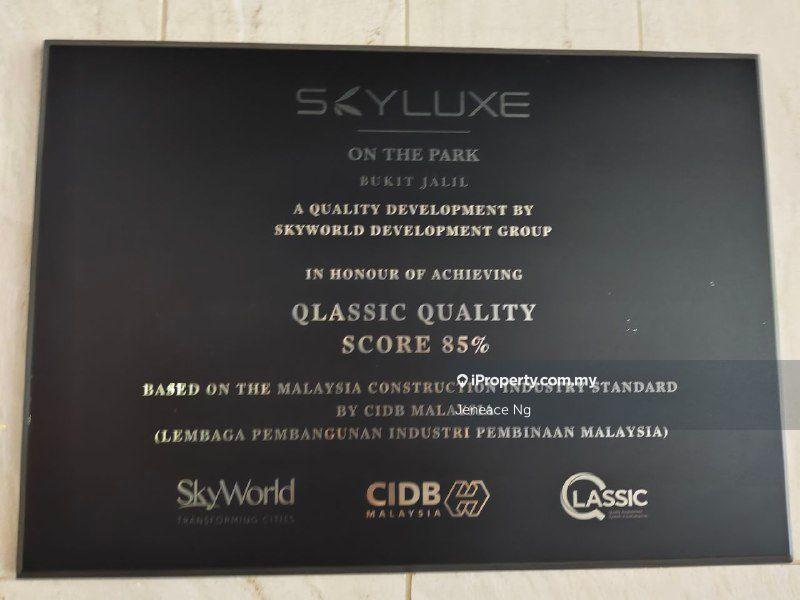 SKYLUXE
ON THE PARK
BUKIT JALIL
A QUALITY DEVELOPMENT BY
SKYWORLD DEVELOPMENT GROUP
IN HONOUR OF ACHIEVING
QLASSIC QUALITY
SCORE 85%
BASED ON THE MALAYSIA CONSTRUCTION INDUSTRY STANDARD
iProperty.com.my
BY CIDB MALAYSIA
Jeneace Ng
(LEMBAGA PEMBANGUNAN INDUSTRI PEMBINAAN MALAYSIA)
SkyWorld
TRANSFORMING CITIES
CIDB
MALAYSIA
QLASSIC